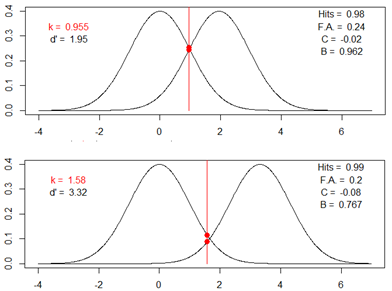 0.4
k = 0.955
d' = 1.95
Hits = 0.98
F.A. = 0.24
C = -0.02
B = 0.962
0.3
0.2
0.1
0.0
-4 -2 0 2 4 6
0.4
k = 1.58
d' = 3.32
Hits = 0.99
F.A. = 0.2
C = -0.08
B = 0.767
0.3
0.2
0.1
0.0
-4 -2 0 2 4 6